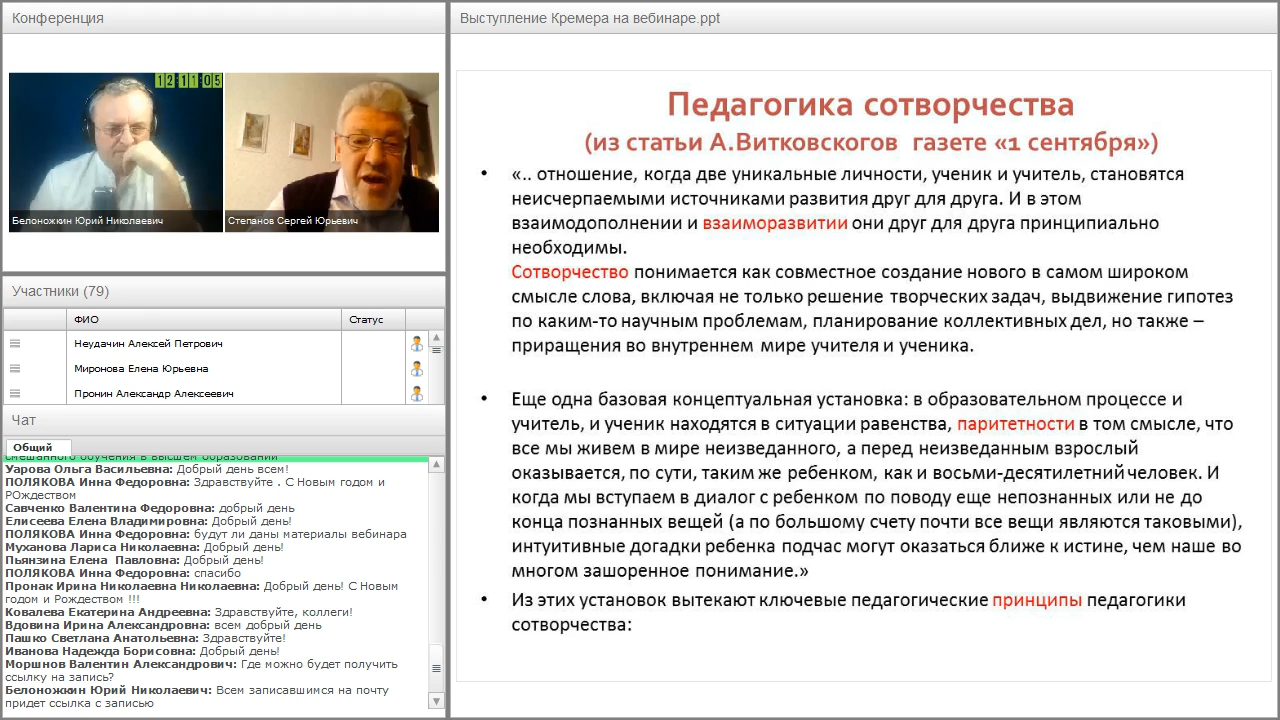 Конференция
12 11 05
Белоножкин Юрий Николаевич
Степанов Сергей Юрьевич
Участники (79)
ФИО
Статус
Неудачин Алексей Петрович
Миронова Елена Юрьевна
Пронин Александр Алексеевич
Чат
Общий
смешанного обучения в высшем образовании
Уарова Ольга Васильевна: Добрый день всем!
ПОЛЯКОВА Инна Федоровна: Здравствуйте . С Новым годом и
РОждеством
Савченко Валентина Федоровна: добрый день
Елисеева Елена Владимировна: Добрый день!
ПОЛЯКОВА Инна Федоровна: будут ли даны материалы вебинара
Муханова Лариса Николаевна: Добрый день!
Пьянзина Елена  Павловна: Добрый день!
ПОЛЯКОВА Инна Федоровна: спасибо
Пронак Ирина Николаевна Николаевна: Добрый день! С Новым
годом и Рождеством !!!
Ковалева Екатерина Андреевна: Здравствуйте, коллеги!
Вдовина Ирина Александровна: всем добрый день
Пашко Светлана Анатольевна: Здравствуйте!
Иванова Надежда Борисовна: Добрый день!
Моршнов Валентин Александрович: Где можно будет получить
ссылку на запись?
Белоножкин Юрий Николаевич: Всем записавшимся на почту
придет ссылка с записью
Выступление Кремера на вебинаре.ppt
Педагогика сотворчества
(из статьи А.Витковскогов  газете «1 сентября»)
• «.. отношение, когда две уникальные личности, ученик и учитель, становятся
неисчерпаемыми источниками развития друг для друга. И в этом
взаимодополнении и взаиморазвитии они друг для друга принципиально
необходимы.
Сотворчество понимается как совместное создание нового в самом широком
смысле слова, включая не только решение творческих задач, выдвижение гипотез
по каким-то научным проблемам, планирование коллективных дел, но также –
приращения во внутреннем мире учителя и ученика.
• Еще одна базовая концептуальная установка: в образовательном процессе и
учитель, и ученик находятся в ситуации равенства, паритетности в том смысле, что
все мы живем в мире неизведанного, а перед неизведанным взрослый
оказывается, по сути, таким же ребенком, как и восьми-десятилетний человек. И
когда мы вступаем в диалог с ребенком по поводу еще непознанных или не до
конца познанных вещей (а по большому счету почти все вещи являются таковыми),
интуитивные догадки ребенка подчас могут оказаться ближе к истине, чем наше во
многом зашоренное понимание.»
• Из этих установок вытекают ключевые педагогические принципы педагогики
сотворчества: